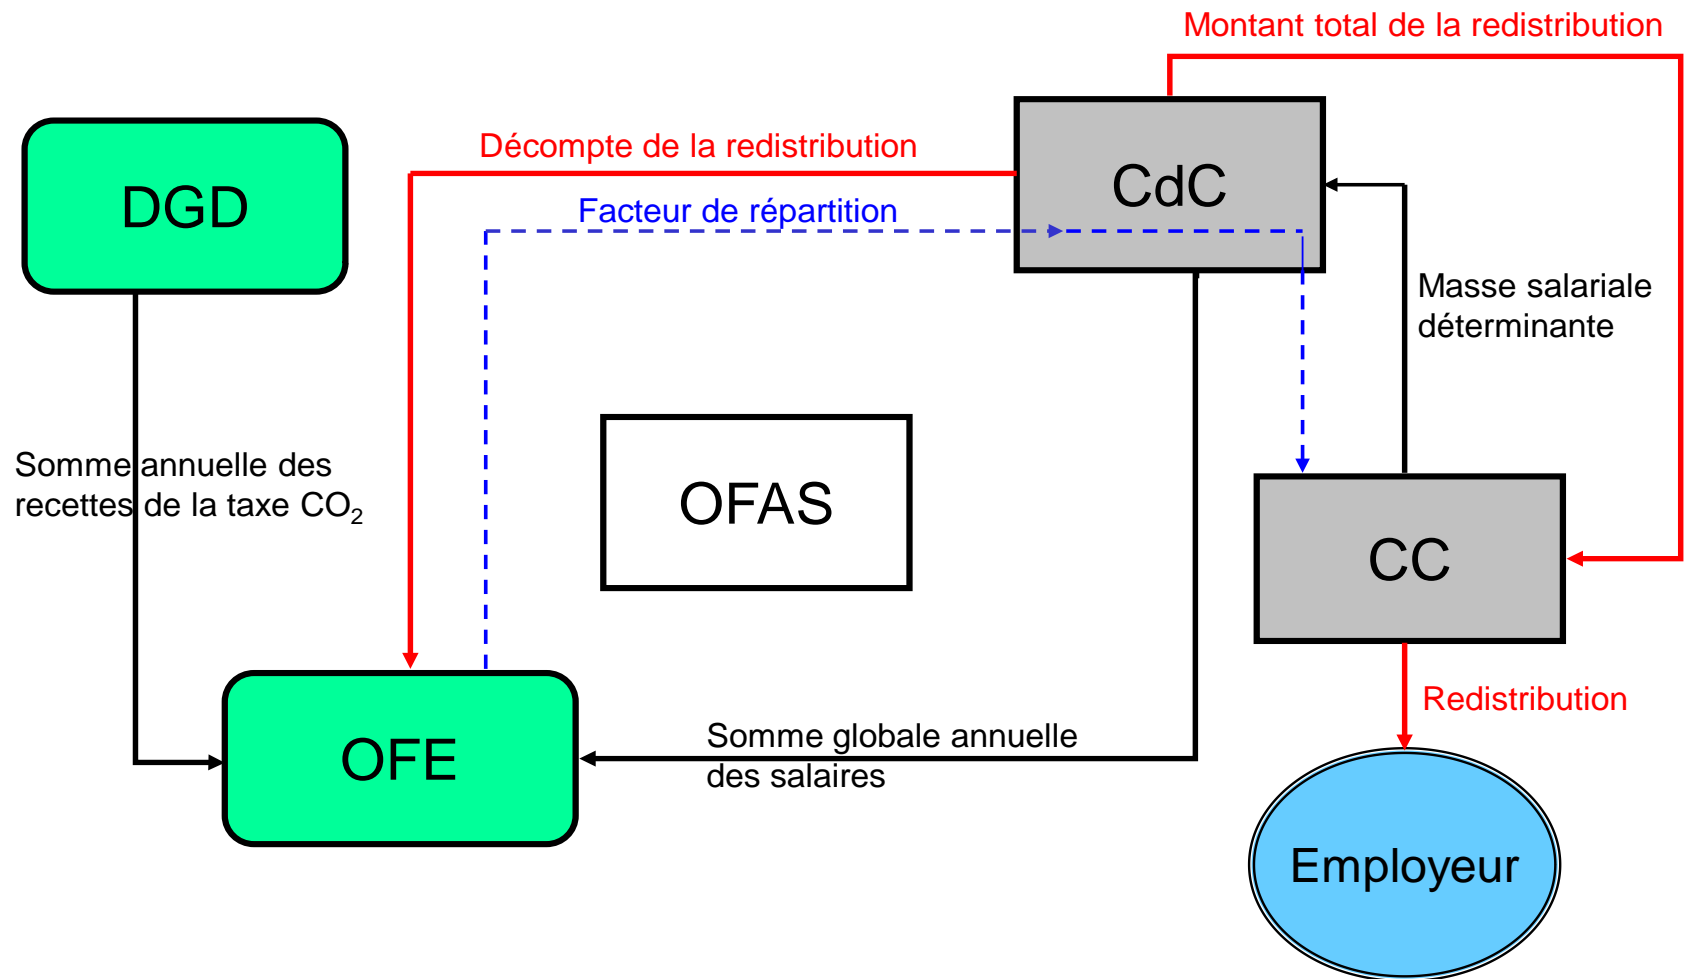 Montant total de la redistribution
Décompte de la redistribution
DGD
CdC
Facteur de répartition
Masse salariale
déterminante
Somme annuelle des
recettes de la taxe CO₂
OFAS
CC
Redistribution
Somme globale annuelle
des salaires
OFE
Employeur